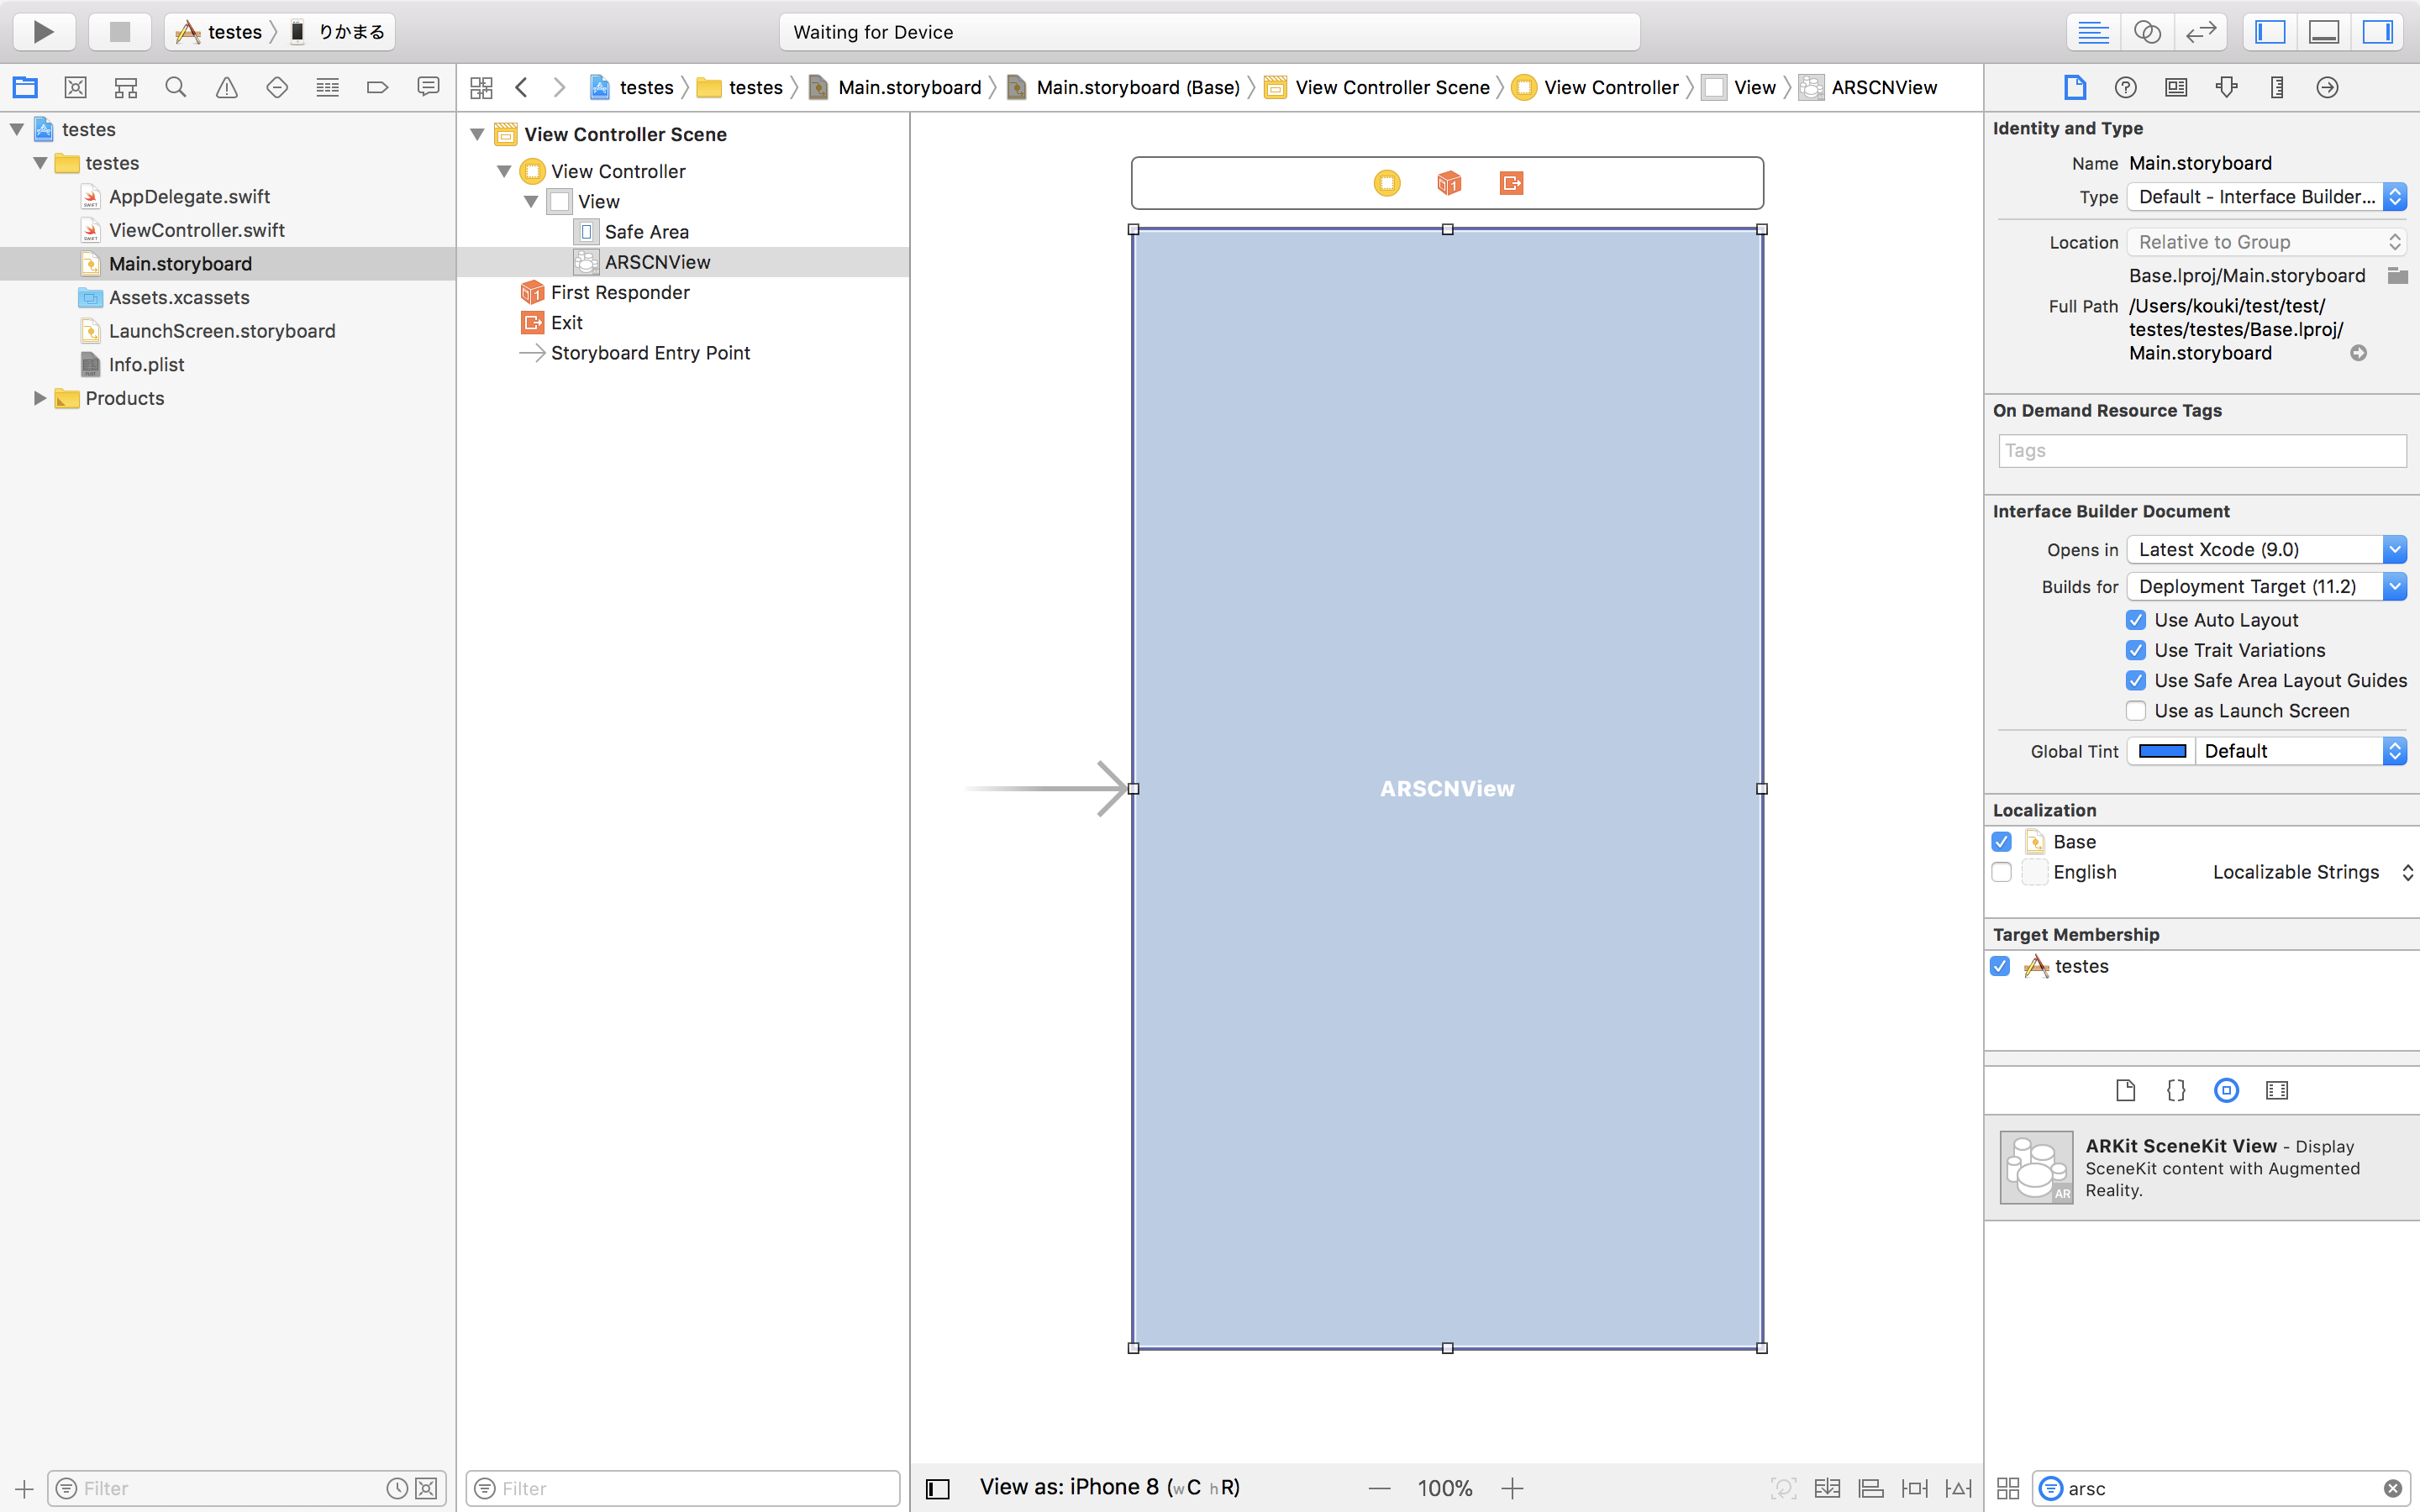 testes りかまる
Waiting for Device
testes testes Main.storyboard Main.storyboard (Base) View Controller Scene View Controller View ARSCNView
testes
testes
AppDelegate.swift
ViewController.swift
Main.storyboard
Assets.xcassets
LaunchScreen.storyboard
Info.plist
Products
Filter
View Controller Scene
View Controller
View
Safe Area
ARSCNView
First Responder
Exit
Storyboard Entry Point
Filter
ARSCNView
View as: iPhone 8 (wC hR)
100%
Identity and Type
Name Main.storyboard
Type Default - Interface Builder...
Location Relative to Group
Base.lproj/Main.storyboard
Full Path /Users/kouki/test/test/
testes/testes/Base.lproj/
Main.storyboard
On Demand Resource Tags
Tags
Interface Builder Document
Opens in Latest Xcode (9.0)
Builds for Deployment Target (11.2)
Use Auto Layout
Use Trait Variations
Use Safe Area Layout Guides
Use as Launch Screen
Global Tint Default
Localization
Base
English Localizable Strings
Target Membership
testes
AR
ARKit SceneKit View - Display
SceneKit content with Augmented
Reality.
arsc